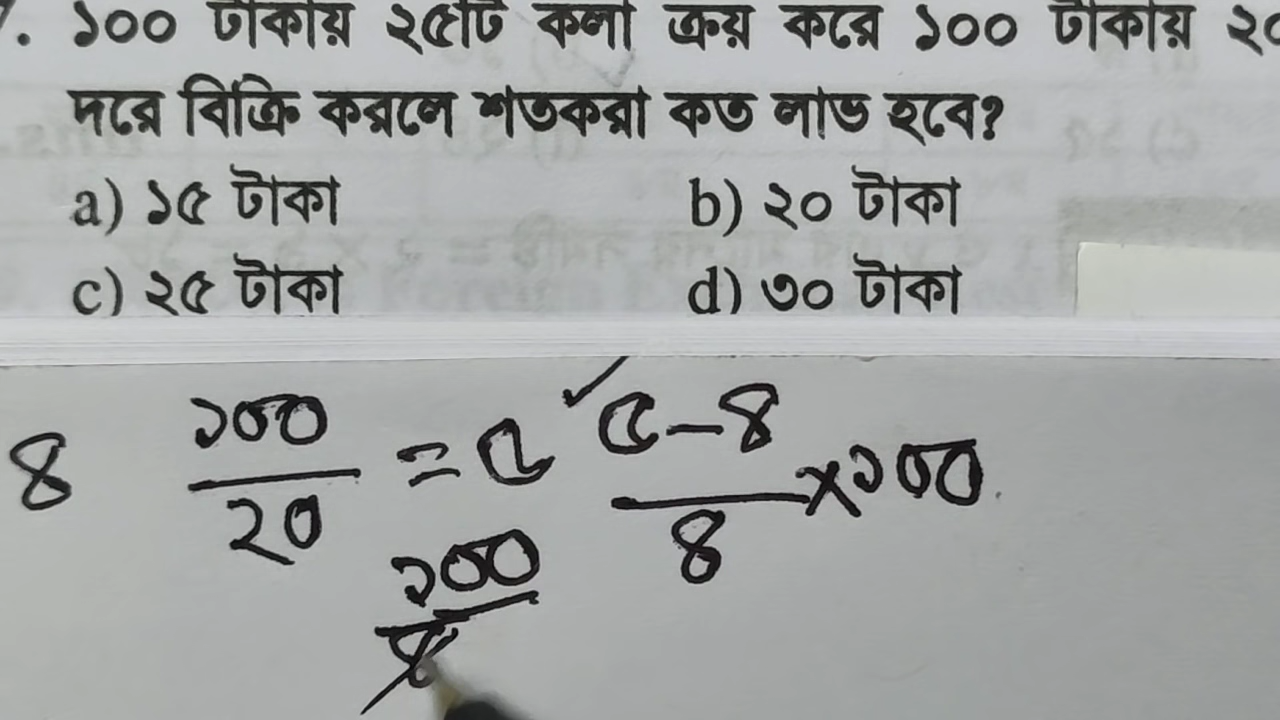 . ১০০ টাকায় ২৫টি কলা ক্রয় করে ১০০ টাকায় ২০
দরে বিক্রি করলে শতকরা কত লাভ হবে?
a) ১৫ টাকা b) ২০ টাকা
c) ২৫ টাকা d) ৩০ টাকা
৪ ১০০/২০ = ৫ ✓ ৫-৪/৪ ×১০০
১০০/৪